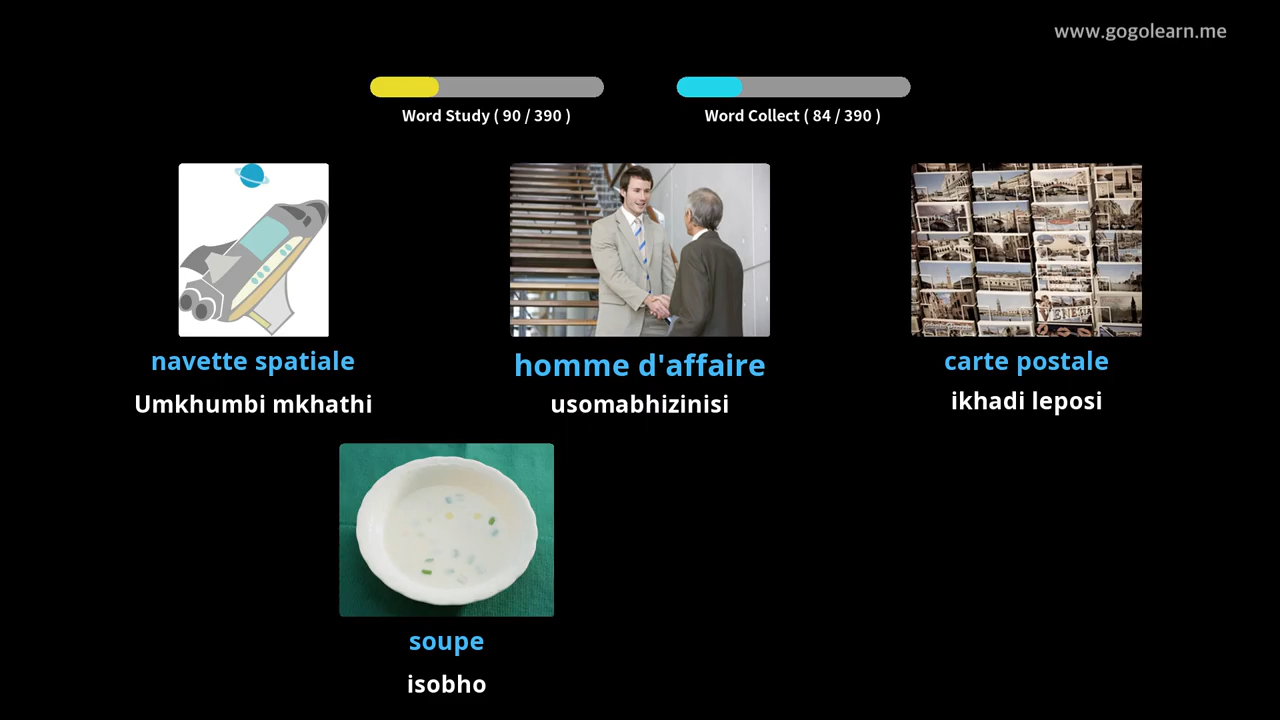 www.gogolearn.me
Word Study ( 90 / 390 )
Word Collect ( 84 / 390 )
navette spatiale
Umkhumbi mkhathi
homme d'affaire
usomabhizinisi
VENEZIA
carte postale
ikhadi leposi
soupe
isobho